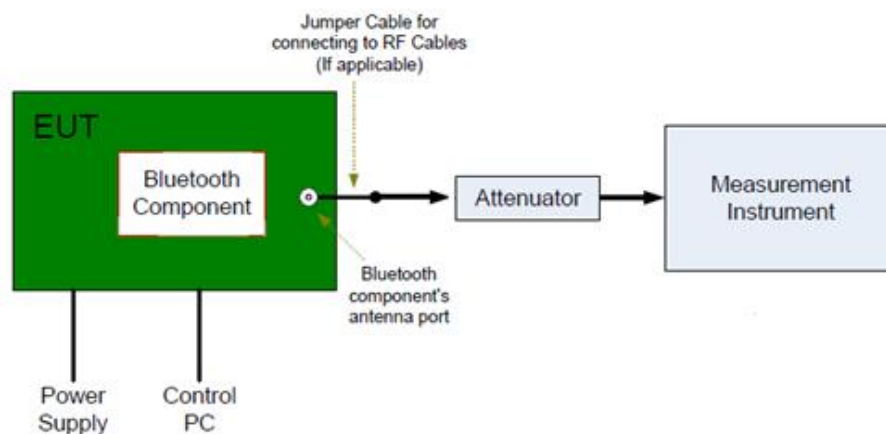 Jumper Cable for
connecting to RF Cables
(If applicable)
EUT
Bluetooth
Component
Attenuator
Measurement
Instrument
Bluetooth
component's
antenna port
Power
Supply
Control
PC